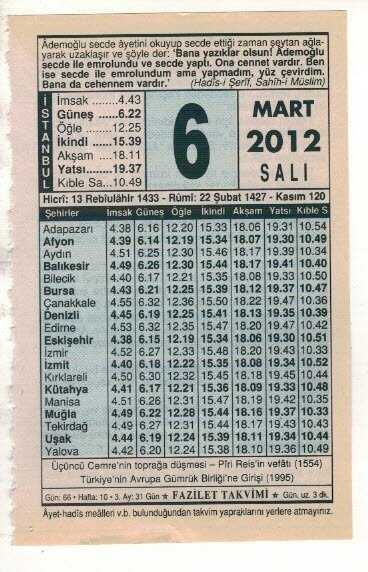 Âdemoğlu secde âyetini okuyup secde ettiği zaman şeytan ağla-
yarak uzaklaşır ve şöyle der: 'Bana yazıklar olsun! Âdemoğlu
secde ile emrolundu ve secde yaptı. Ona cennet vardır. Ben
ise secde ile emrolundum ama yapmadım, yüz çevirdim.
Bana da cehennem vardır.' (Hadîs-i Şerîf, Sahîh-i Müslim)
İSTANBUL
İmsak ........4.43
Güneş ......6.22
Öğle ........12.25
İkindi .....15.39
Akşam ....18.11
Yatsı.......19.37
Kıble Sa...10.49
6
MART
2012
SALI
Hicrî: 13 Rebîulâhir 1433 - Rûmî: 22 Şubat 1427 - Kasım 120
Şehirler İmsak Güneş Öğle İkindi Akşam Yatsı Kıble S
Adapazarı 4.38 6.16 12.20 15.33 18.06 19.31 10.54
Afyon 4.39 6.14 12.19 15.34 18.07 19.30 10.49
Aydın 4.51 6.25 12.30 15.46 18.17 19.39 10.34
Balıkesir 4.49 6.26 12.30 15.44 18.17 19.41 10.40
Bilecik 4.40 6.17 12.21 15.35 18.08 19.33 10.50
Bursa 4.43 6.21 12.25 15.39 18.12 19.37 10.47
Çanakkale 4.55 6.32 12.36 15.50 18.22 19.47 10.36
Denizli 4.45 6.19 12.25 15.41 18.13 19.35 10.39
Edirne 4.53 6.32 12.35 15.47 18.20 19.47 10.42
Eskişehir 4.38 6.15 12.19 15.34 18.06 19.30 10.51
İzmir 4.52 6.27 12.33 15.48 18.20 19.43 10.33
İzmit 4.40 6.18 12.22 15.35 18.08 19.34 10.52
Kırklareli 4.50 6.30 12.32 15.45 18.18 19.45 10.44
Kütahya 4.41 6.17 12.21 15.36 18.09 19.33 10.48
Manisa 4.51 6.26 12.31 15.47 18.19 19.42 10.35
Muğla 4.49 6.22 12.28 15.44 18.16 19.37 10.33
Tekirdağ 4.49 6.27 12.31 15.44 18.16 19.43 10.43
Uşak 4.44 6.19 12.24 15.39 18.11 19.34 10.44
Yalova 4.42 6.20 12.24 15.38 18.10 19.36 10.49
Üçüncü Cemre'nin toprağa düşmesi – Pîrî Reis'in vefâtı (1554)
Türkiye'nin Avrupa Gümrük Birliği'ne Girişi (1995)
Gün: 66 • Hafta: 10 • 3. Ay: 31 Gün ★ FAZİLET TAKVİMİ ★ Gün. uz. 3 dk.
Âyet-hadîs meâlleri v.b. bulunduğundan takvim yapraklarını yerlere atmayınız.